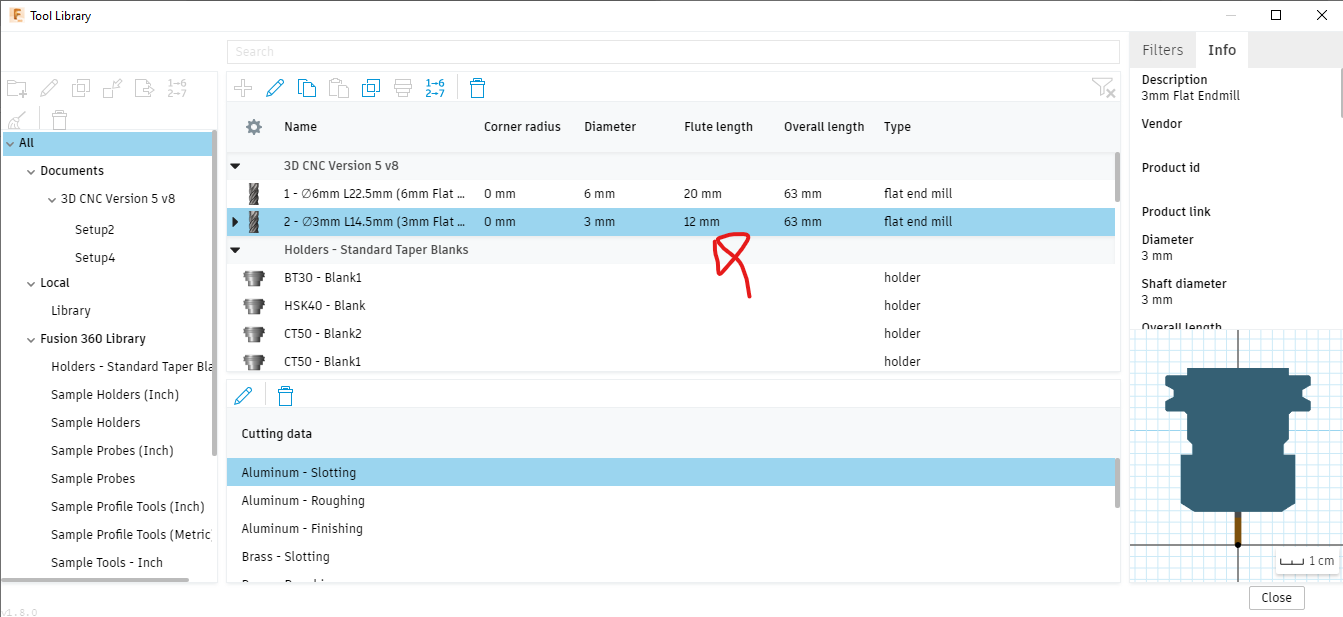 Tool Library
Search
Filters Info
1→6
2→7
1→6
2→7
All
Documents
3D CNC Version 5 v8
Setup2
Setup4
Local
Library
Fusion 360 Library
Holders - Standard Taper Bla
Sample Holders (Inch)
Sample Holders
Sample Probes (Inch)
Sample Probes
Sample Profile Tools (Inch)
Sample Profile Tools (Metric)
Sample Tools - Inch
v1.8.0
Name Corner radius Diameter Flute length Overall length Type
3D CNC Version 5 v8
1 - ∅6mm L22.5mm (6mm Flat ... 0 mm 6 mm 20 mm 63 mm flat end mill
2 - ∅3mm L14.5mm (3mm Flat ... 0 mm 3 mm 12 mm 63 mm flat end mill
Holders - Standard Taper Blanks
BT30 - Blank1 holder
HSK40 - Blank holder
CT50 - Blank2 holder
CT50 - Blank1 holder
Cutting data
Aluminum - Slotting
Aluminum - Roughing
Aluminum - Finishing
Brass - Slotting
Description
3mm Flat Endmill
Vendor
Product id
Product link
Diameter
3 mm
Shaft diameter
3 mm
Overall length
1 cm
Close